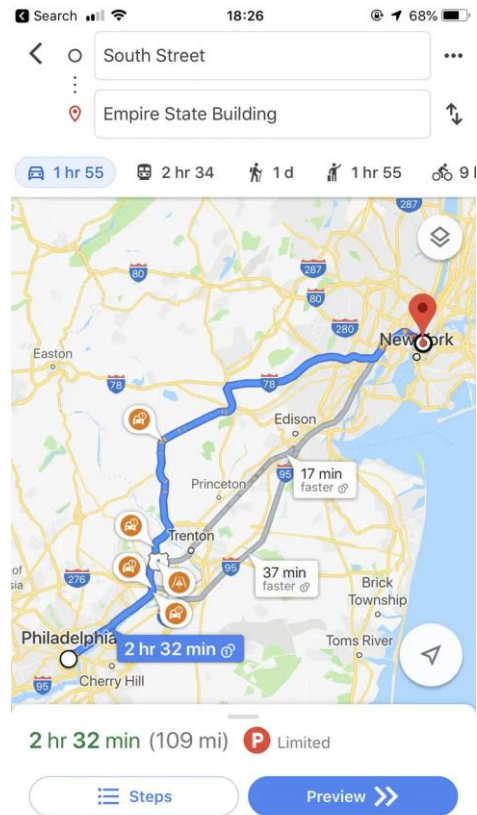 Search 18:26 68%
South Street
Empire State Building
1 hr 55 2 hr 34 1 d 1 hr 55 9
287
80
287
80
280
New York
Easton
78
78
Edison
95
17 min
faster
Princeton
Trenton
95
37 min
faster
276
Brick
Township
Philadelphia
2 hr 32 min
Toms River
Cherry Hill
95
2 hr 32 min (109 mi) P Limited
Steps Preview